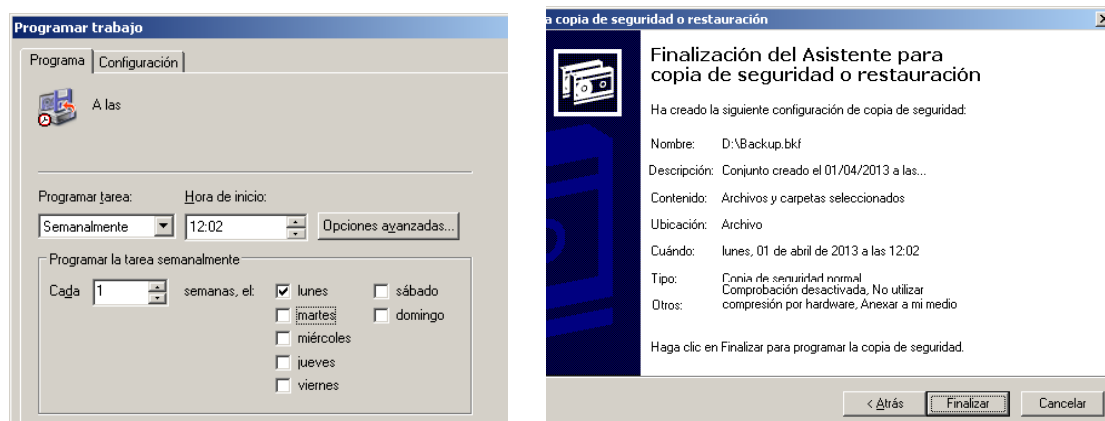 Programar trabajo
Programa Configuración
A las
Programar tarea: Hora de inicio:
Semanalmente 12:02 Opciones avanzadas...
Programar la tarea semanalmente
Cada 1 semanas, el: lunes sábado
martes domingo
miércoles
jueves
viernes
a copia de seguridad o restauración
Finalización del Asistente para
copia de seguridad o restauración
Ha creado la siguiente configuración de copia de seguridad:
Nombre: D:\Backup.bkf
Descripción: Conjunto creado el 01/04/2013 a las...
Contenido: Archivos y carpetas seleccionados
Ubicación: Archivo
Cuándo: lunes, 01 de abril de 2013 a las 12:02
Tipo: Copia de seguridad normal
Comprobación desactivada, No utilizar
Otros: compresión por hardware, Anexar a mi medio
Haga clic en Finalizar para programar la copia de seguridad.
< Atrás Finalizar Cancelar